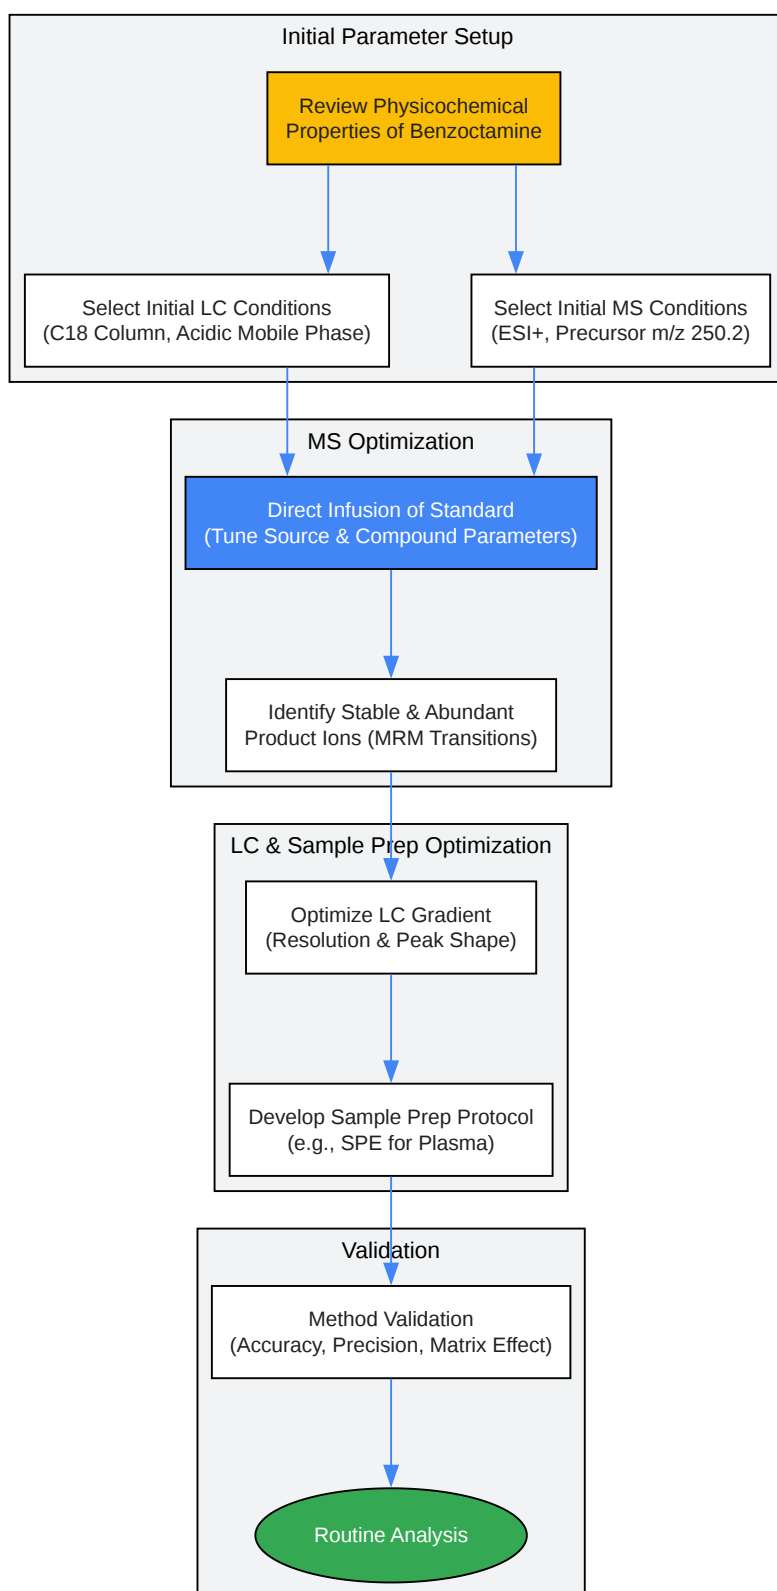 Initial Parameter Setup
Review Physicochemical
Properties of Benzoctamine
Select Initial LC Conditions
(C18 Column, Acidic Mobile Phase)
Select Initial MS Conditions
(ESI+, Precursor m/z 250.2)
MS Optimization
Direct Infusion of Standard
(Tune Source & Compound Parameters)
Identify Stable & Abundant
Product Ions (MRM Transitions)
LC & Sample Prep Optimization
Optimize LC Gradient
(Resolution & Peak Shape)
Develop Sample Prep Protocol
(e.g., SPE for Plasma)
Validation
Method Validation
(Accuracy, Precision, Matrix Effect)
Routine Analysis